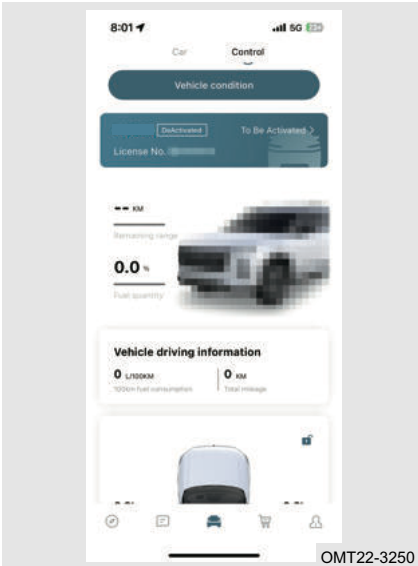 8:01
5G
Car
Control
Vehicle condition
DeActivated
To Be Activated >
License No.
-- KM
Remaining range
0.0 %
Fuel quantity
Vehicle driving information
0 L/100KM
0 KM
100km fuel consumption
Total mileage
OMT22-3250